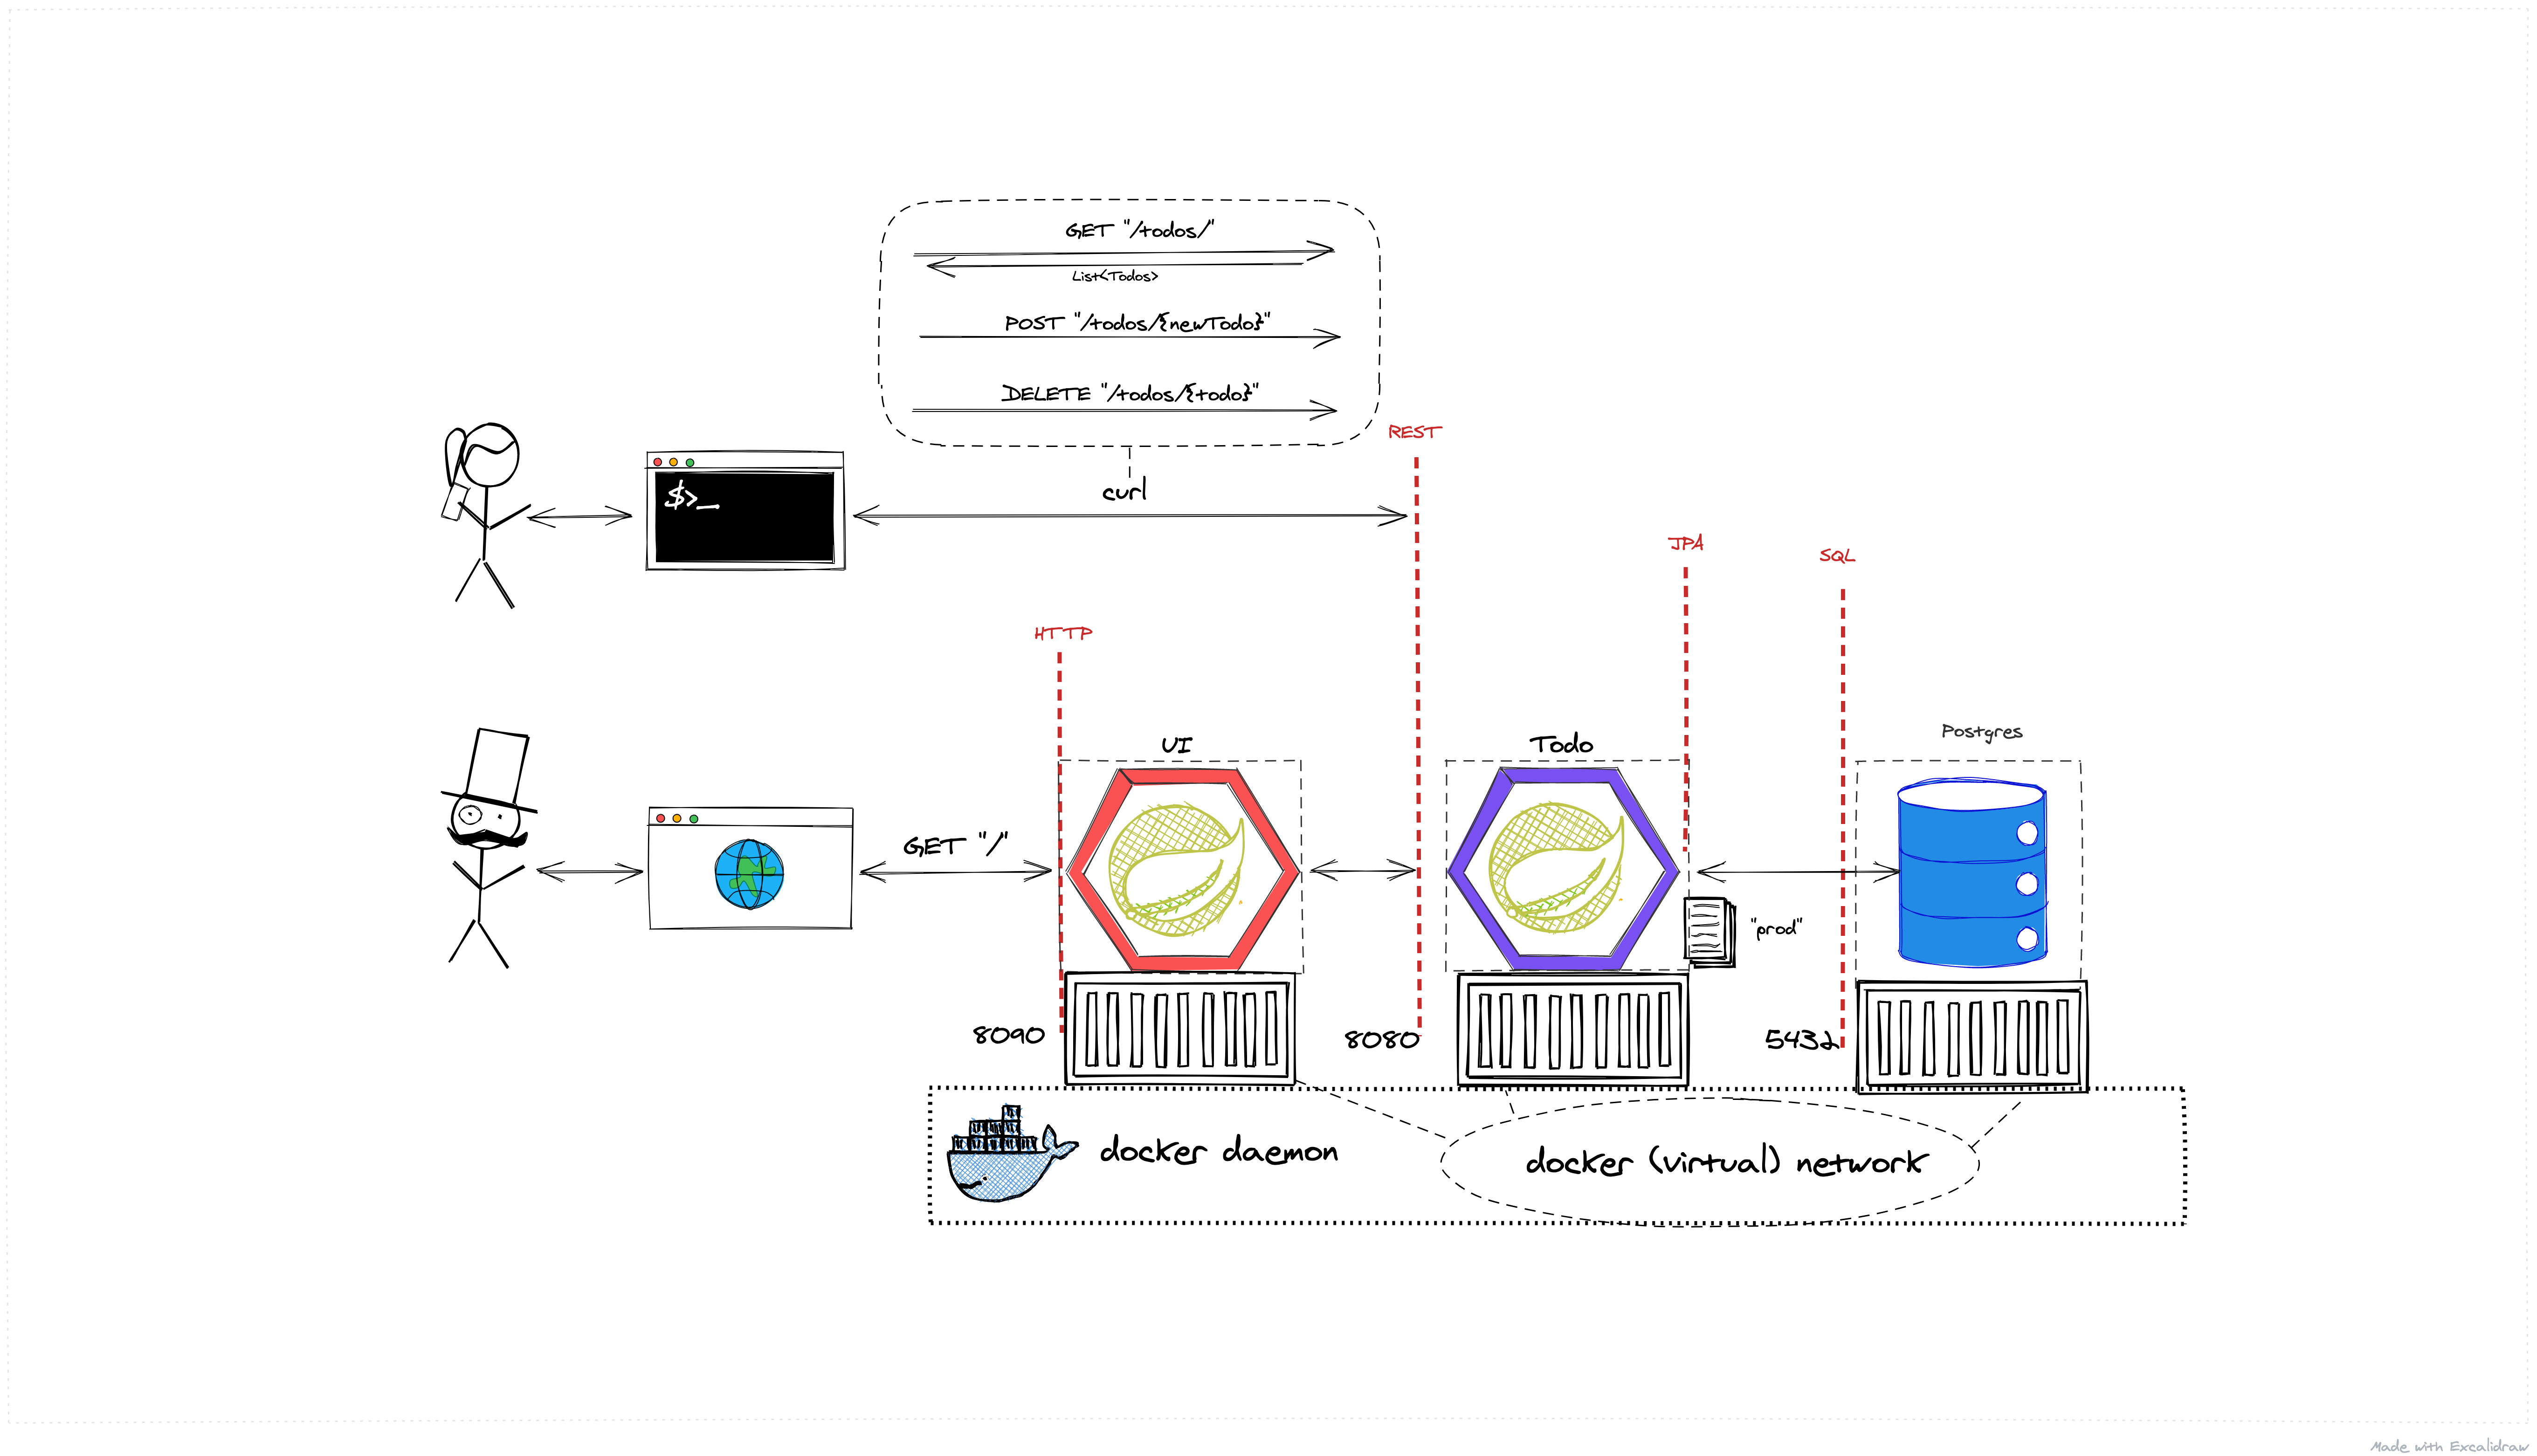 GET "/todos/"
List<Todos>
POST "/todos/{newTodo}"
DELETE "/todos/{todo}"
REST
curl
$>_
JPA
SQL
HTTP
UI
Todo
Postgres
GET "/"
"prod"
8090
8080
5432
docker daemon
docker (virtual) network
Made with Excalidraw